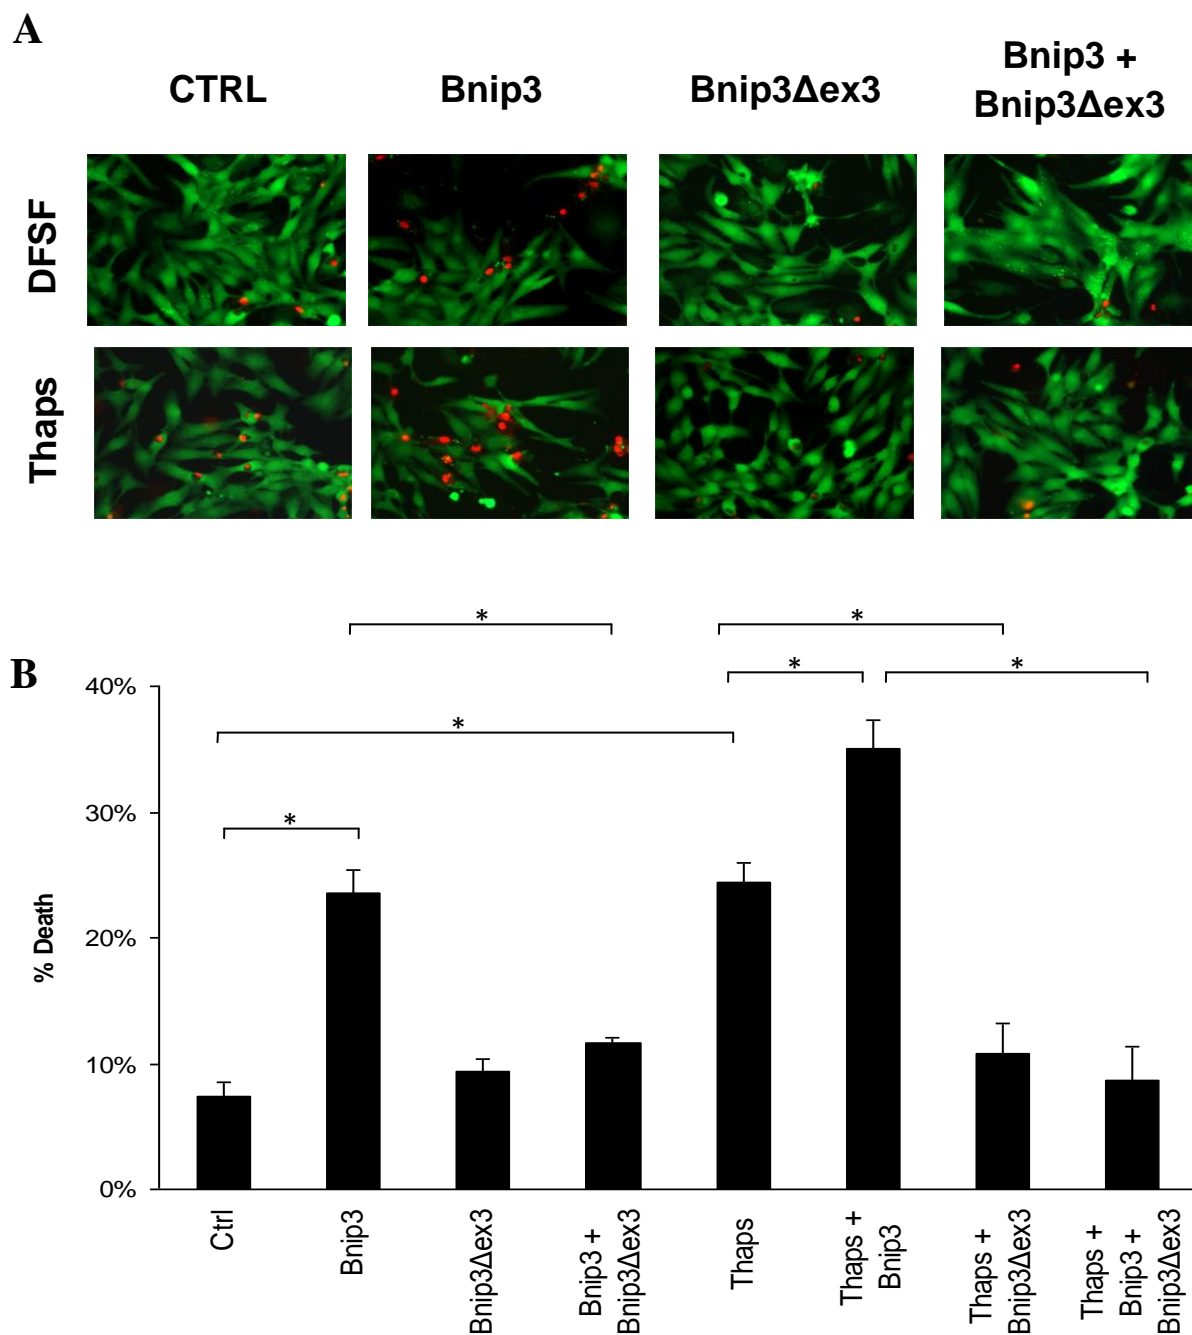 A
CTRL
Bnip3
Bnip3Δex3
Bnip3 +
Bnip3Δex3
DFSF
Thaps
*
*
*
*
B
40%
*
30%
*
20%
10%
0%
% Death
Ctrl
Bnip3
Bnip3Δex3
Bnip3 +
Bnip3Δex3
Thaps
Thaps +
Bnip3
Thaps +
Bnip3Δex3
Thaps +
Bnip3 +
Bnip3Δex3